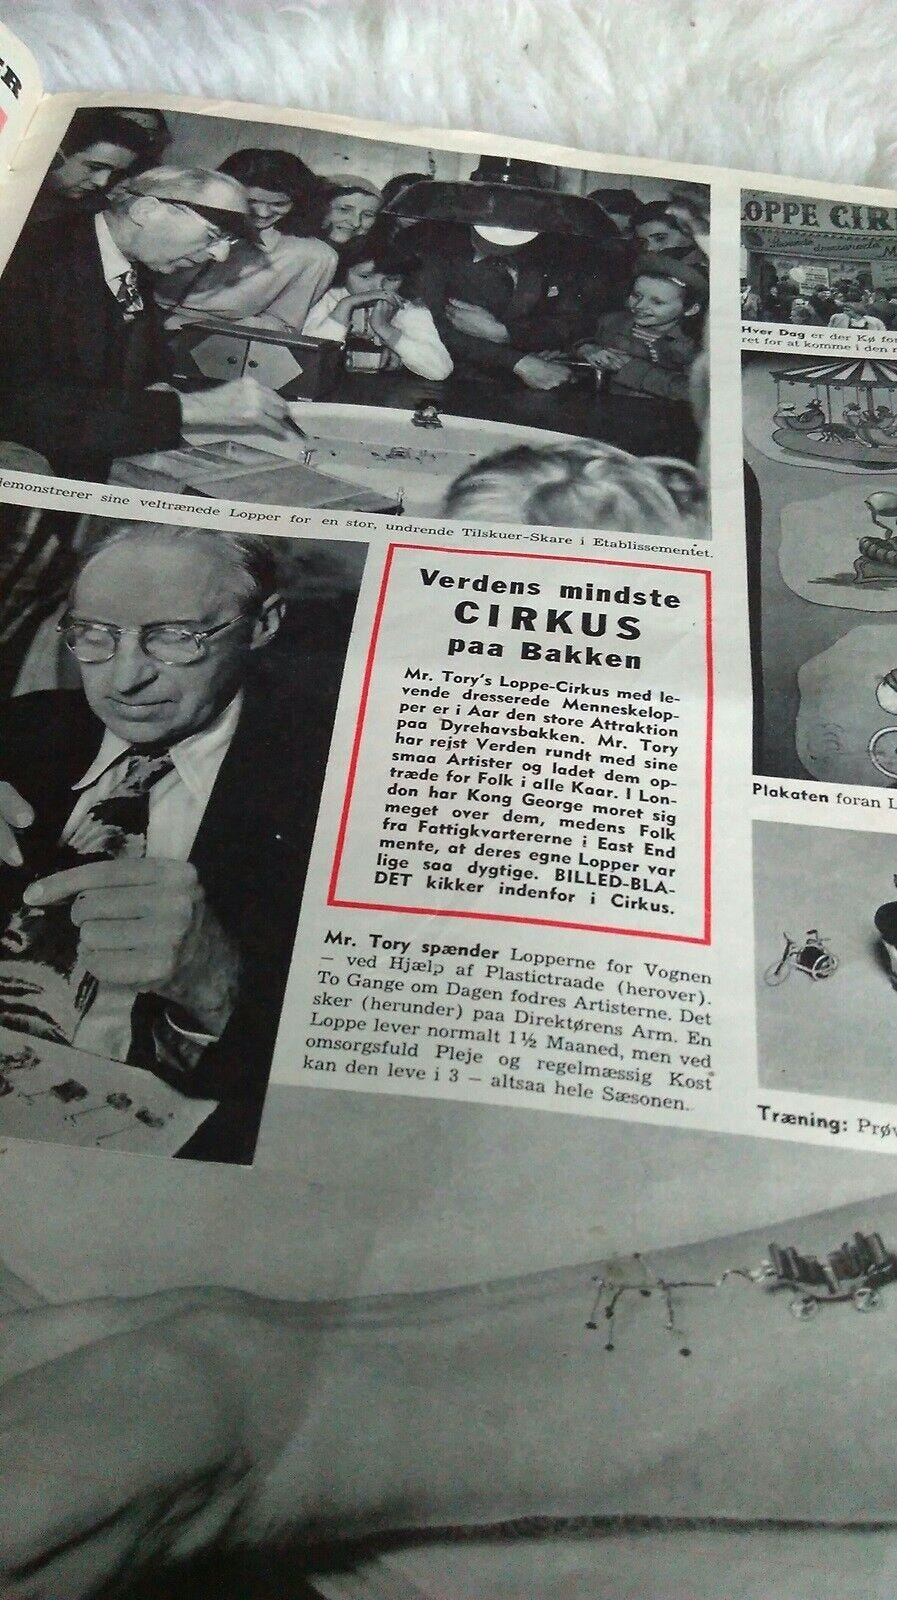 demonstrerer sine veltrænede Lopper for en stor, undrende Tilskuer-Skare i Etablissementet.
LOPPE CIR
Levende dresserede
Hver Dag er der Kø
ret for at komme i den
Verdens mindste
CIRKUS
paa Bakken
Mr. Tory's Loppe-Cirkus med le-
vende dresserede Menneskelop-
per er i Aar den store Attraktion
paa Dyrehavsbakken. Mr. Tory
har rejst Verden rundt med sine
smaa Artister og ladet dem op-
træde for Folk i alle Kaar. I Lon-
don har Kong George moret sig
meget over dem, medens Folk
fra Fattigkvartererne i East End
mente, at deres egne Lopper var
lige saa dygtige. BILLED-BLA-
DET kikker indenfor i Cirkus.
Mr. Tory spænder Lopperne for Vognen
– ved Hjælp af Plastictraade (herover).
To Gange om Dagen fodres Artisterne. Det
sker (herunder) paa Direktørens Arm. En
Loppe lever normalt 1½ Maaned, men ved
omsorgsfuld Pleje og regelmæssig Kost
kan den leve i 3 – altsaa hele Sæsonen.
Plakaten foran L
Træning: Prøv